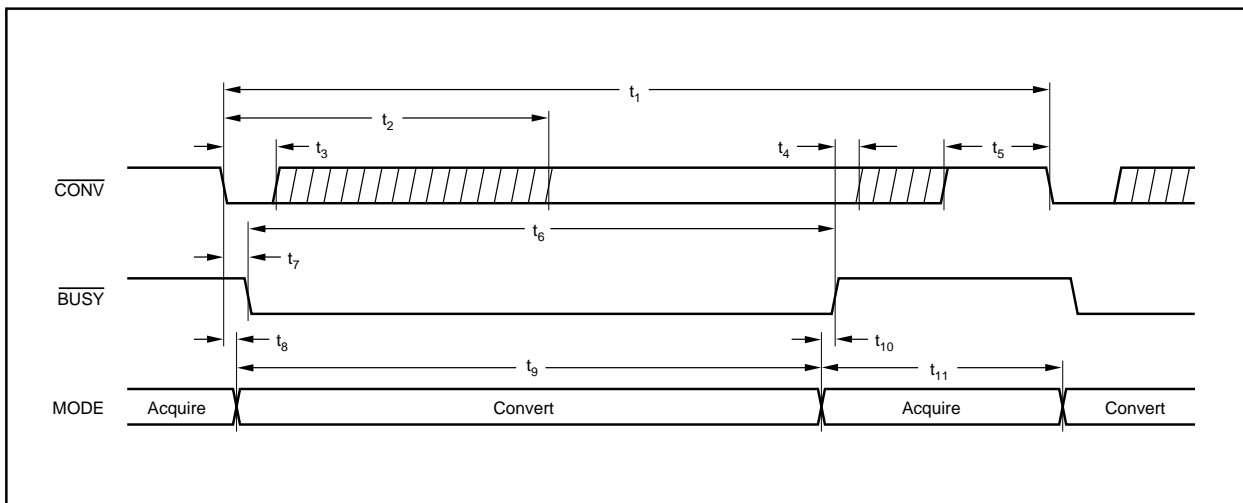 t1
t2
t3
t4
t5
CONV
t6
t7
BUSY
t8
t10
t9
t11
MODE
Acquire
Convert
Acquire
Convert